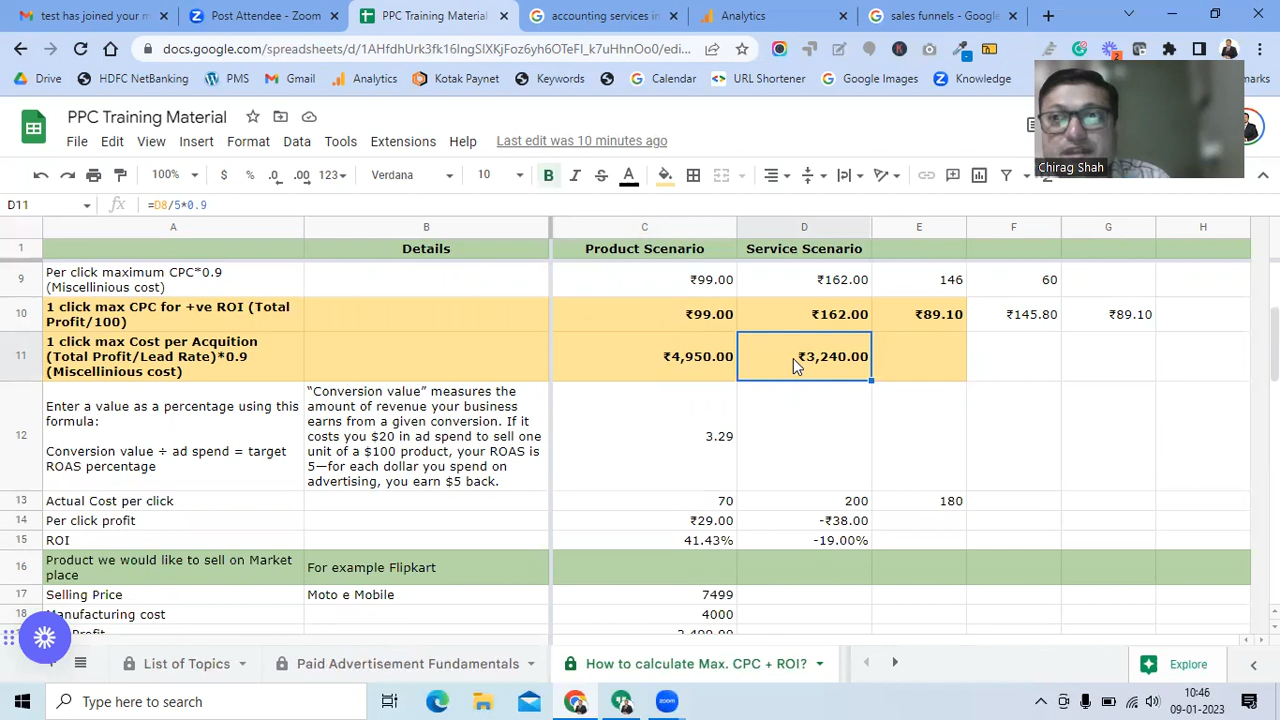 test has joined your m
Post Attendee - Zoom
PPC Training Material
accounting services in
Analytics
sales funnels - Google
docs.google.com/spreadsheets/d/1AHfdhUrk3fk16IngSIXKjFoz6yh6OTeFI_k7uHhnOo0/edi...
Drive
HDFC NetBanking
PMS
Gmail
Analytics
Kotak Paynet
Keywords
Calendar
URL Shortener
Google Images
Knowledge
PPC Training Material
File Edit View Insert Format Data Tools Extensions Help Last edit was 10 minutes ago
100% $ % .0 .00 123 Verdana 10 B I S A
Chirag Shah
D11 fx =D8/5*0.9
A B C D E F G H
1 Details Product Scenario Service Scenario
9 Per click maximum CPC*0.9
(Miscellinious cost) ₹99.00 ₹162.00 146 60
10 1 click max CPC for +ve ROI (Total
Profit/100) ₹99.00 ₹162.00 ₹89.10 ₹145.80 ₹89.10
11 1 click max Cost per Acquition
(Total Profit/Lead Rate)*0.9
(Miscellinious cost) ₹4,950.00 ₹3,240.00
12 Enter a value as a percentage using this
formula:
Conversion value ÷ ad spend = target
ROAS percentage
“Conversion value” measures the
amount of revenue your business
earns from a given conversion. If it
costs you $20 in ad spend to sell one
unit of a $100 product, your ROAS is
5—for each dollar you spend on
advertising, you earn $5 back.
3.29
13 Actual Cost per click 70 200 180
14 Per click profit ₹29.00 -₹38.00
15 ROI 41.43% -19.00%
16 Product we would like to sell on Market
place For example Flipkart
17 Selling Price Moto e Mobile 7499
18 Manufacturing cost 4000
List of Topics
Paid Advertisement Fundamentals
How to calculate Max. CPC + ROI?
Explore
Type here to search
10:46
09-01-2023